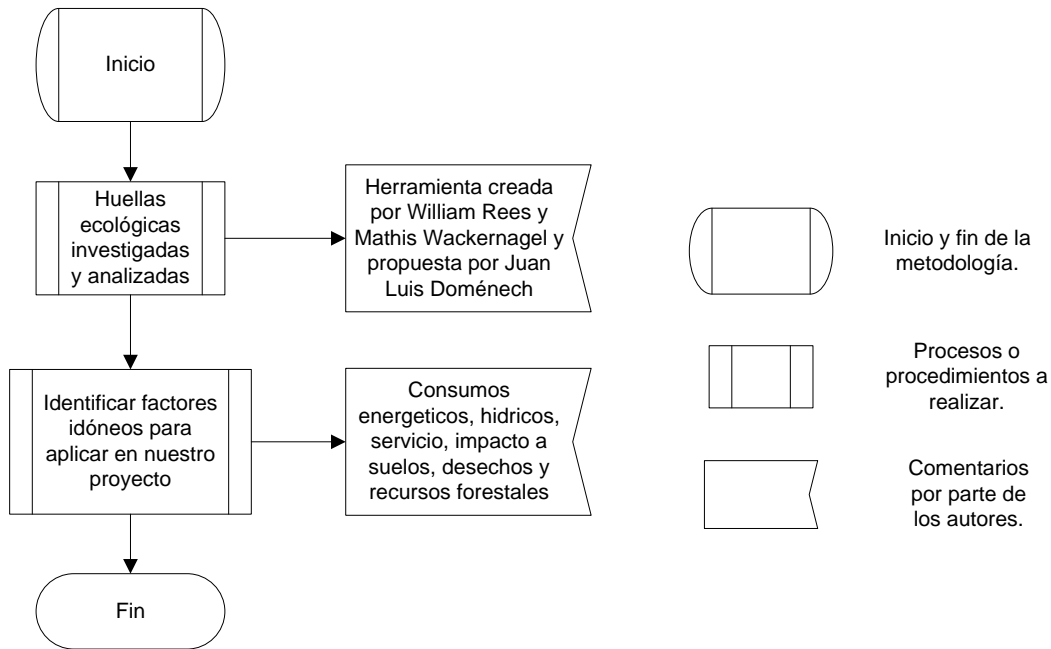 Inicio
Huellas
ecológicas
investigadas
y analizadas
Herramienta creada
por William Rees y
Mathis Wackernagel y
propuesta por Juan
Luis Doménech
Identificar factores
idóneos para
aplicar en nuestro
proyecto
Consumos
energeticos, hidricos,
servicio, impacto a
suelos, desechos y
recursos forestales
Fin
Inicio y fin de la
metodología.
Procesos o
procedimientos a
realizar.
Comentarios
por parte de
los autores.